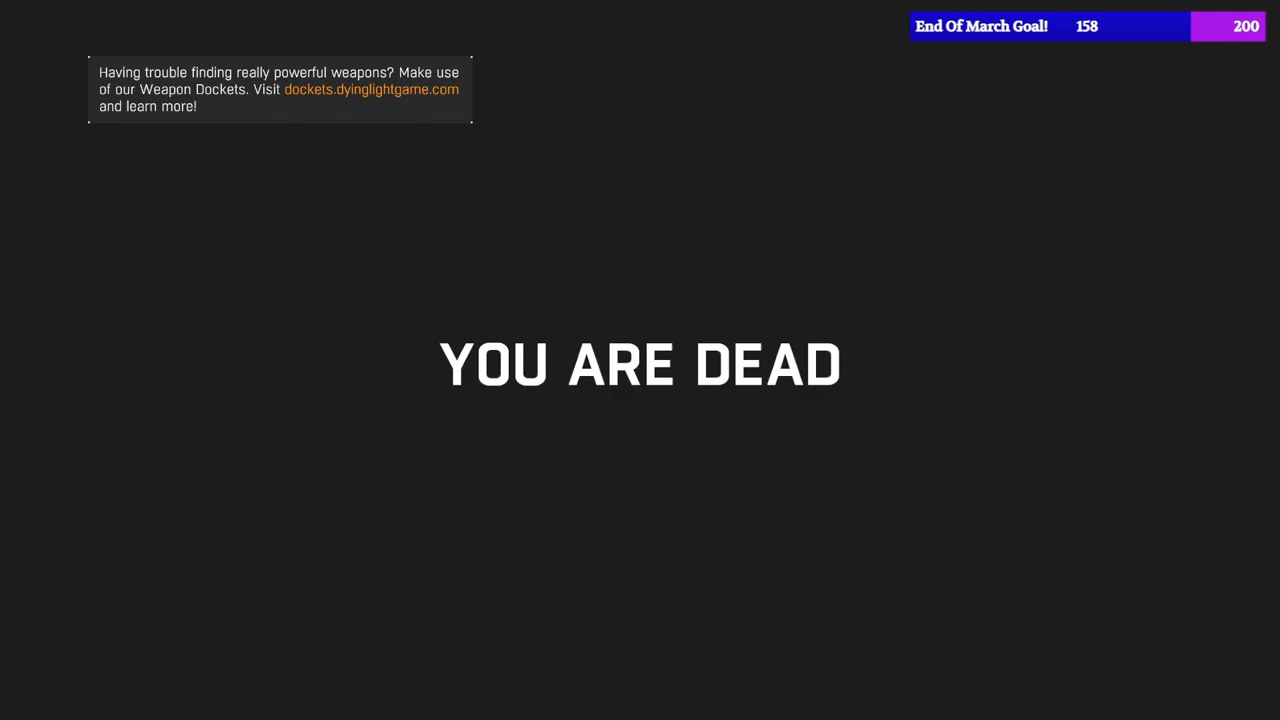 End Of March Goal! 158 200
Having trouble finding really powerful weapons? Make use
of our Weapon Dockets. Visit dockets.dyinglightgame.com
and learn more!
YOU ARE DEAD